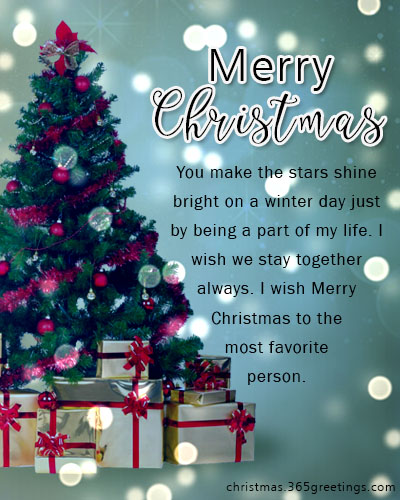 Merry
Christmas
You make the stars shine
bright on a winter day just
by being a part of my life. I
wish we stay together
always. I wish Merry
Christmas to the
most favorite
person.
christmas.365greetings.com